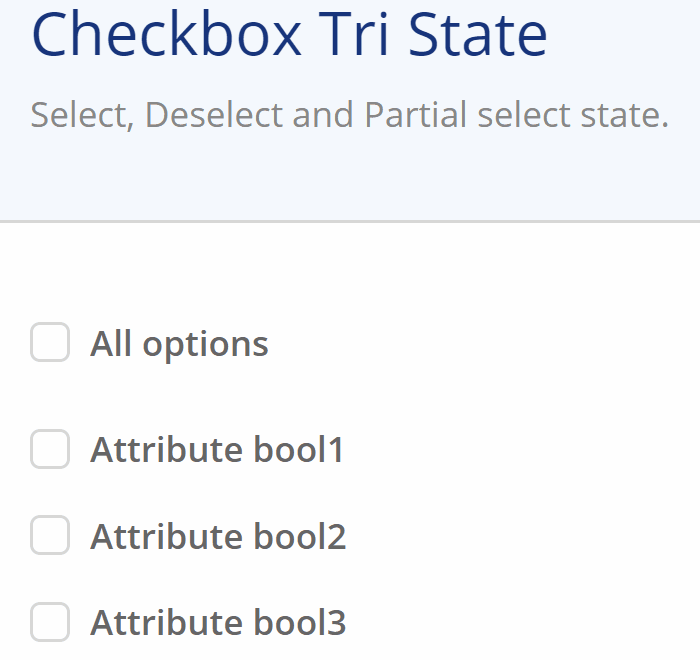 Checkbox Tri State
Select, Deselect and Partial select state.
All options
Attribute bool1
Attribute bool2
Attribute bool3